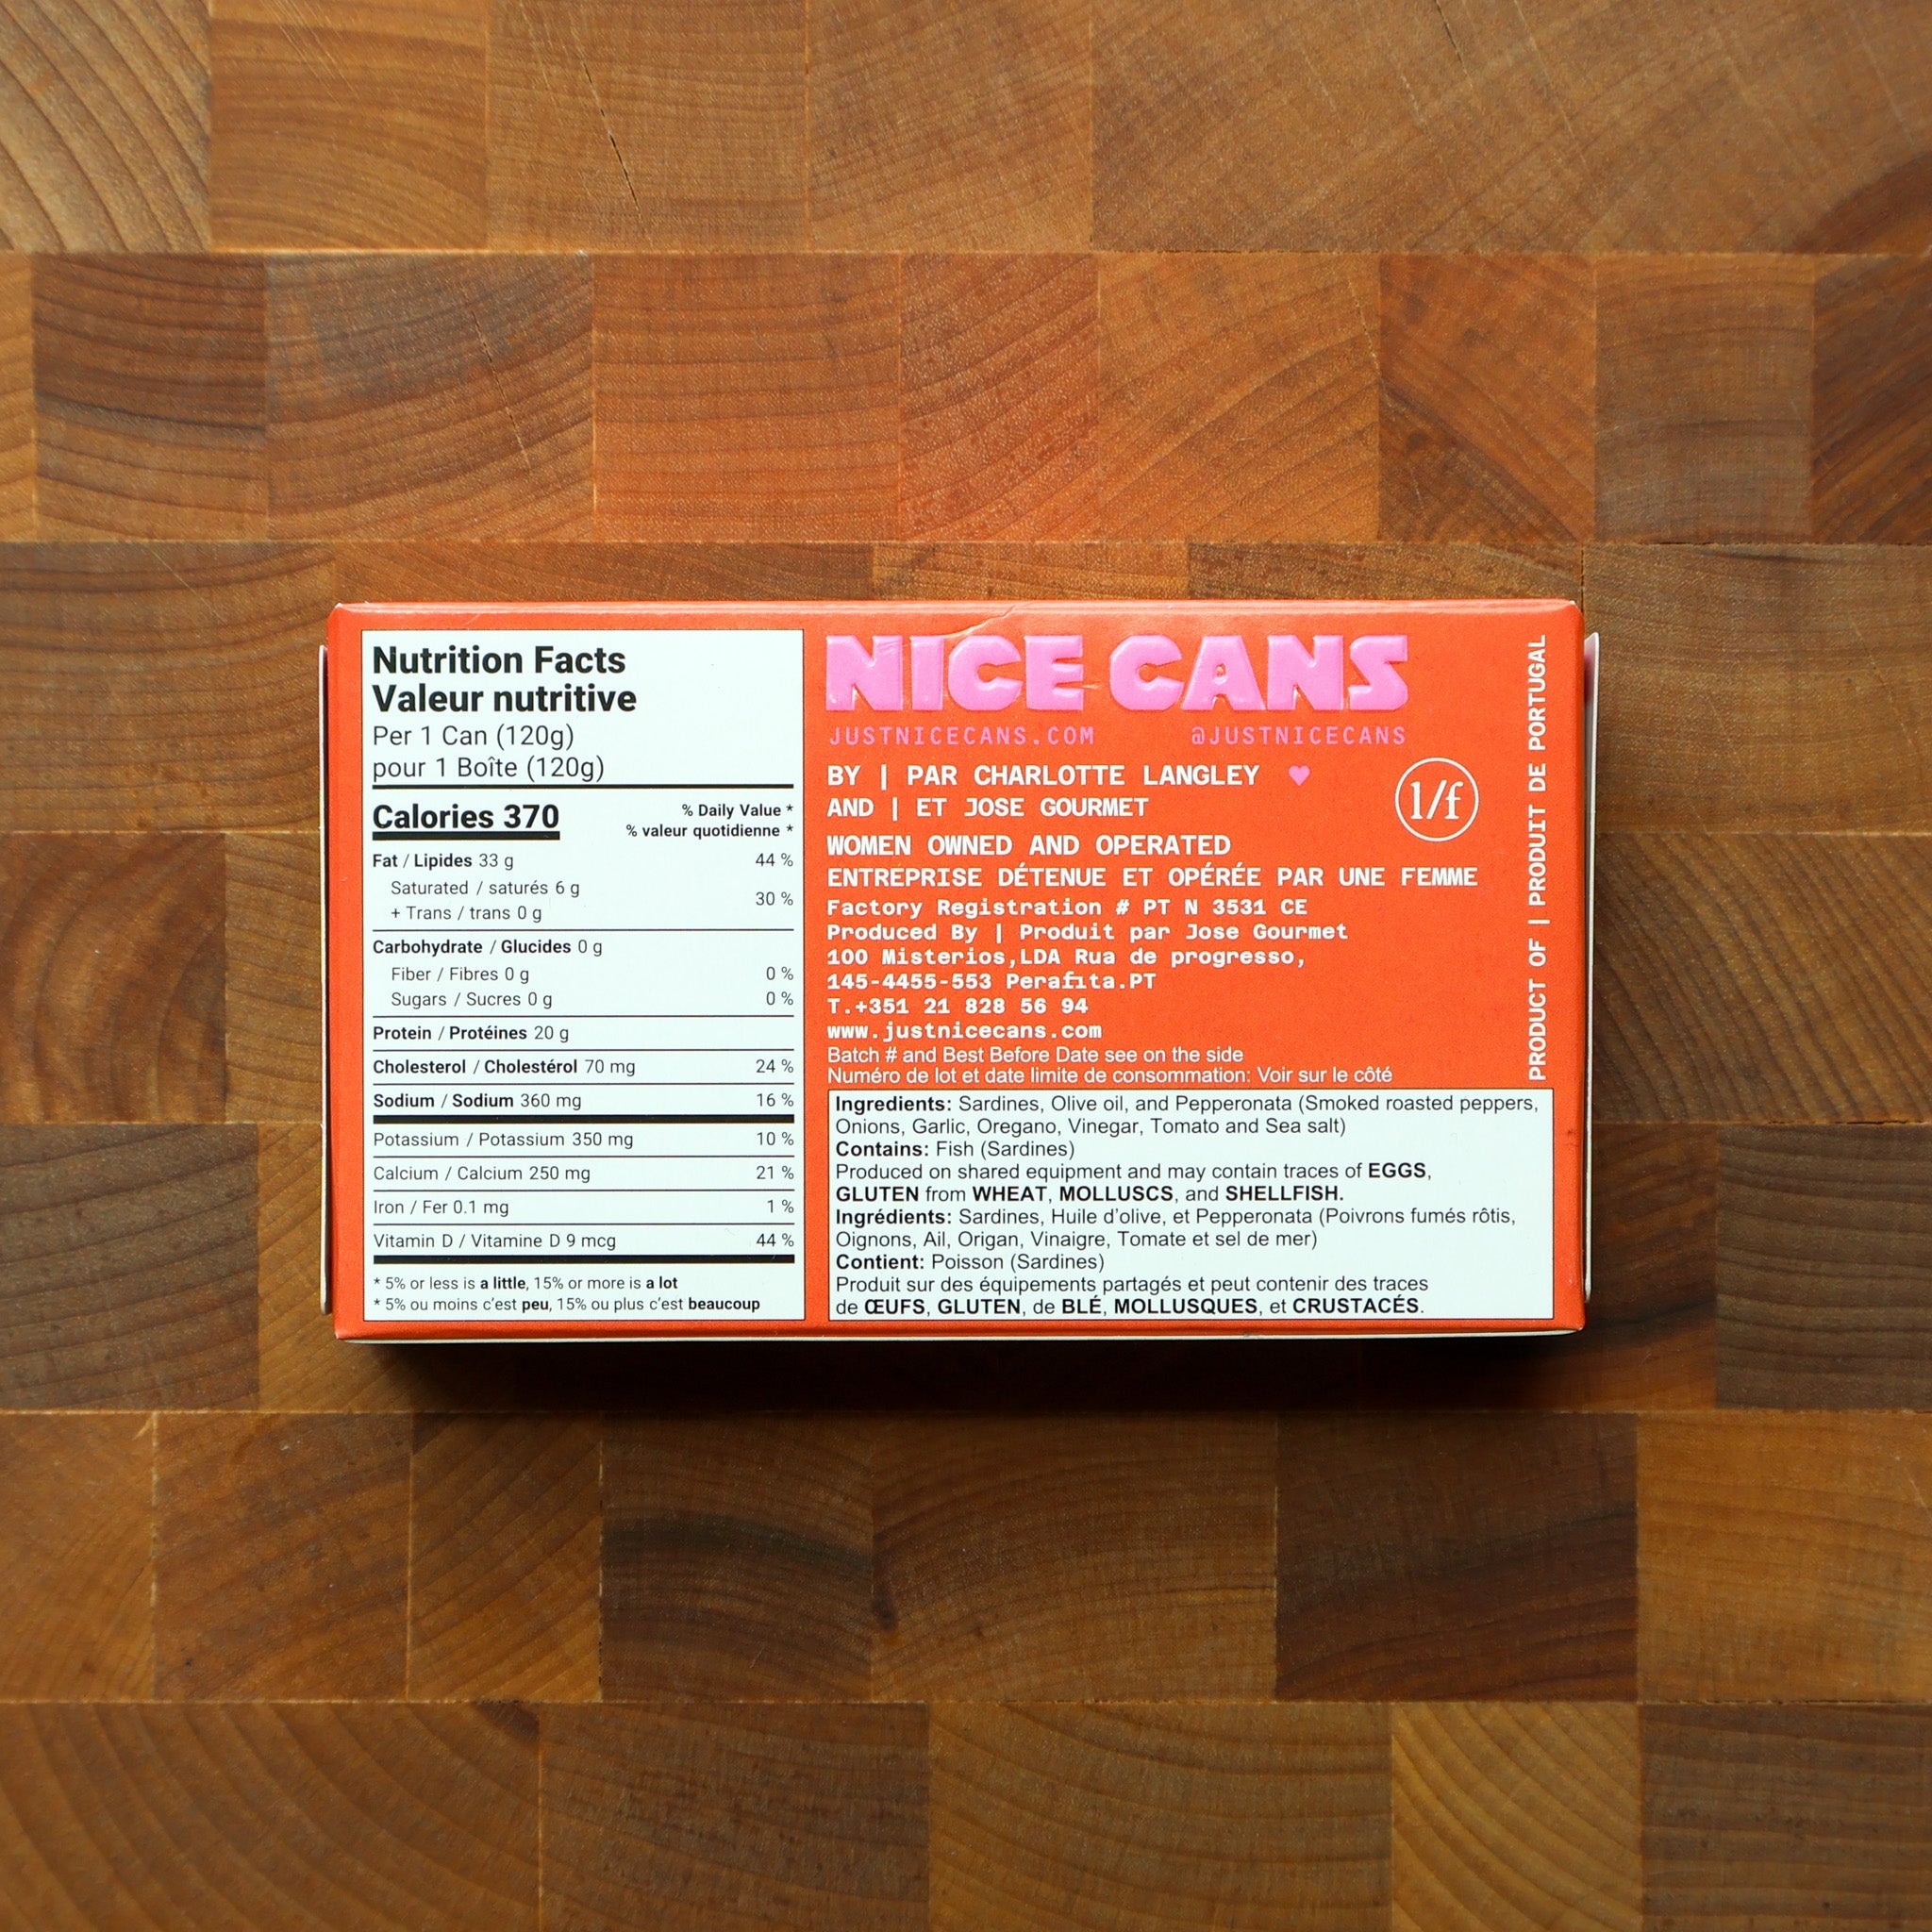 Nutrition Facts
Valeur nutritive
Per 1 Can (120g)
pour 1 Boîte (120g)
Calories 370
% Daily Value *
% valeur quotidienne *
Fat / Lipides 33 g 44 %
Saturated / saturés 6 g
+ Trans / trans 0 g
30 %
Carbohydrate / Glucides 0 g
Fiber / Fibres 0 g 0 %
Sugars / Sucres 0 g 0 %
Protein / Protéines 20 g
Cholesterol / Cholestérol 70 mg 24 %
Sodium / Sodium 360 mg 16 %
Potassium / Potassium 350 mg 10 %
Calcium / Calcium 250 mg 21 %
Iron / Fer 0.1 mg 1 %
Vitamin D / Vitamine D 9 mcg 44 %
* 5% or less is a little, 15% or more is a lot
* 5% ou moins c'est peu, 15% ou plus c'est beaucoup
NICE CANS
JUSTNICECANS.COM @JUSTNICECANS
BY | PAR CHARLOTTE LANGLEY ♥
AND | ET JOSE GOURMET
1/f
WOMEN OWNED AND OPERATED
ENTREPRISE DÉTENUE ET OPÉRÉE PAR UNE FEMME
Factory Registration # PT N 3531 CE
Produced By | Produit par Jose Gourmet
100 Misterios,LDA Rua de progresso,
145-4455-553 Perafita.PT
T.+351 21 828 56 94
www.justnicecans.com
Batch # and Best Before Date see on the side
Numéro de lot et date limite de consommation: Voir sur le côté
PRODUCT OF | PRODUIT DE PORTUGAL
Ingredients: Sardines, Olive oil, and Pepperonata (Smoked roasted peppers,
Onions, Garlic, Oregano, Vinegar, Tomato and Sea salt)
Contains: Fish (Sardines)
Produced on shared equipment and may contain traces of EGGS,
GLUTEN from WHEAT, MOLLUSCS, and SHELLFISH.
Ingrédients: Sardines, Huile d'olive, et Pepperonata (Poivrons fumés rôtis,
Oignons, Ail, Origan, Vinaigre, Tomate et sel de mer)
Contient: Poisson (Sardines)
Produit sur des équipements partagés et peut contenir des traces
de ŒUFS, GLUTEN, de BLÉ, MOLLUSQUES, et CRUSTACÉS.